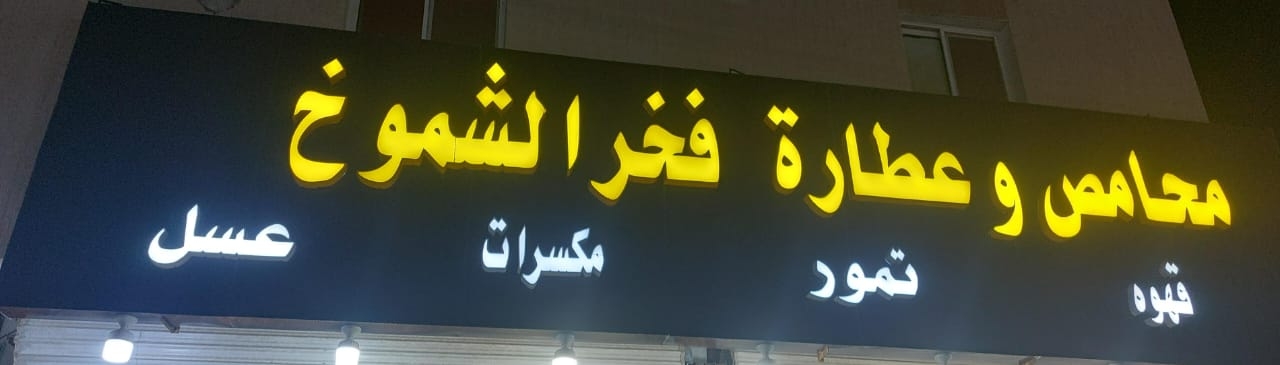 محامص و عطارة فخر الشموخ
قهوه تمور مكسرات عسل